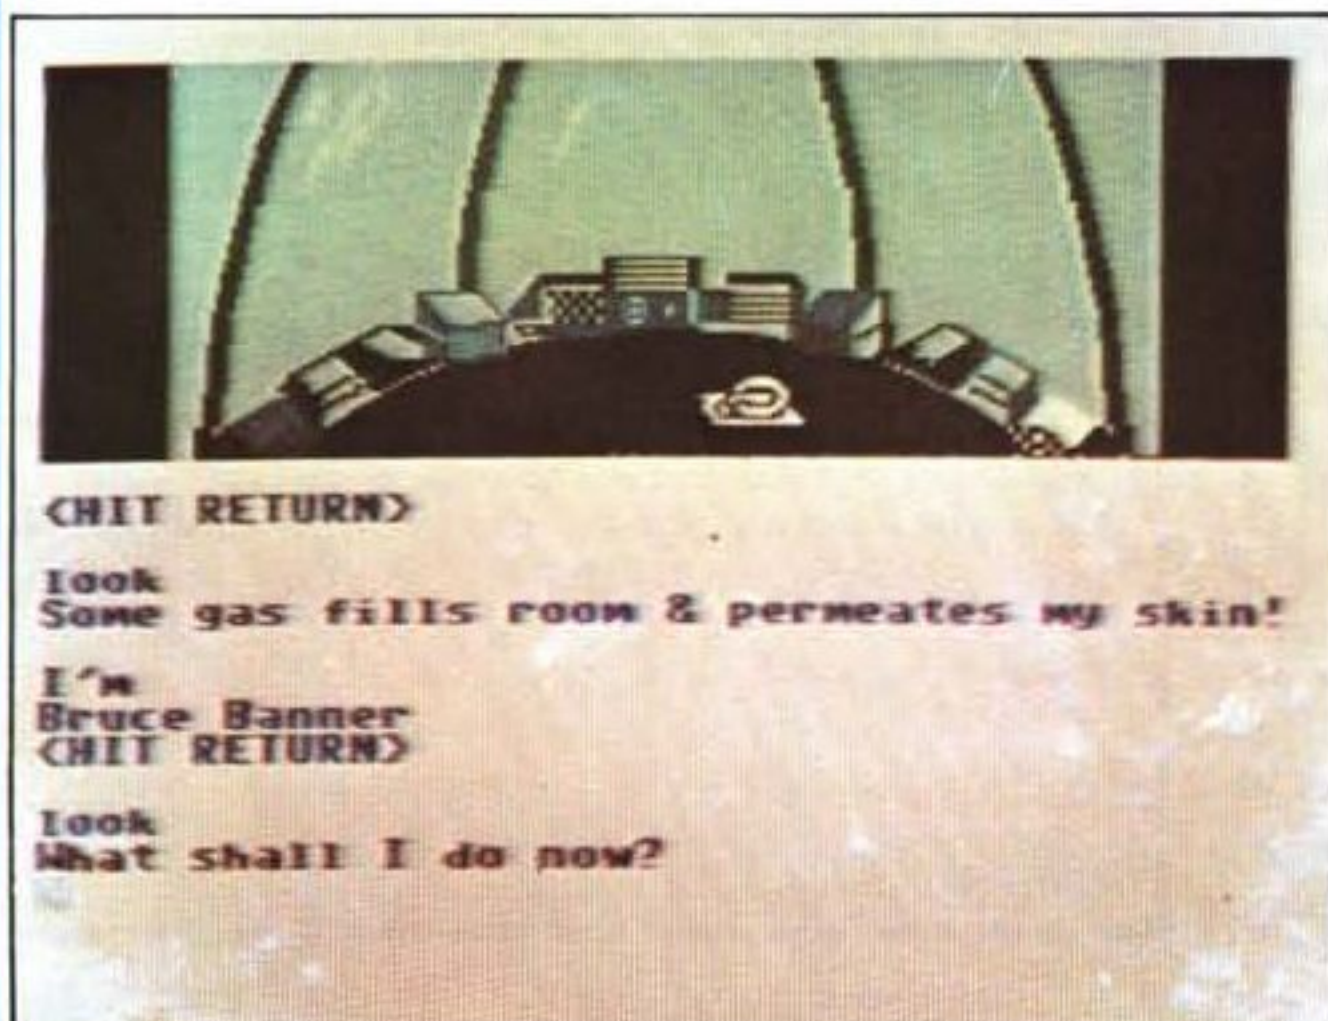 <HIT RETURN>
look
Some gas fills room & permeates my skin!
I'm
Bruce Banner
<HIT RETURN>
look
What shall I do now?